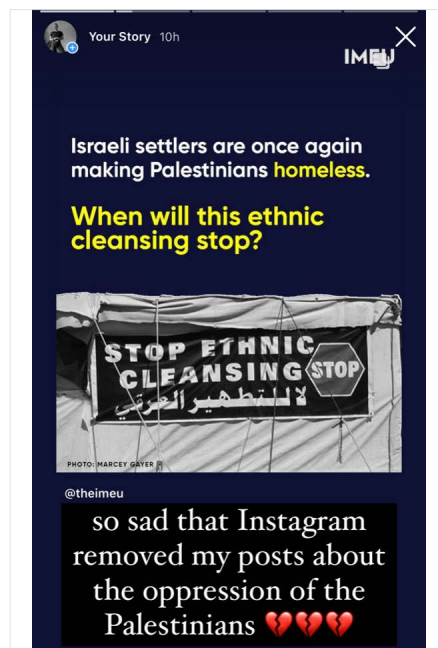 Your Story 10h
IMEU
Israeli settlers are once again
making Palestinians homeless.
When will this ethnic
cleansing stop?
STOP ETHNIC
CLEANSING STOP
لا للتطهير العرقي
PHOTO: MARCEY GAYER
@theimeu
so sad that Instagram
removed my posts about
the oppression of the
Palestinians 💔💔💔